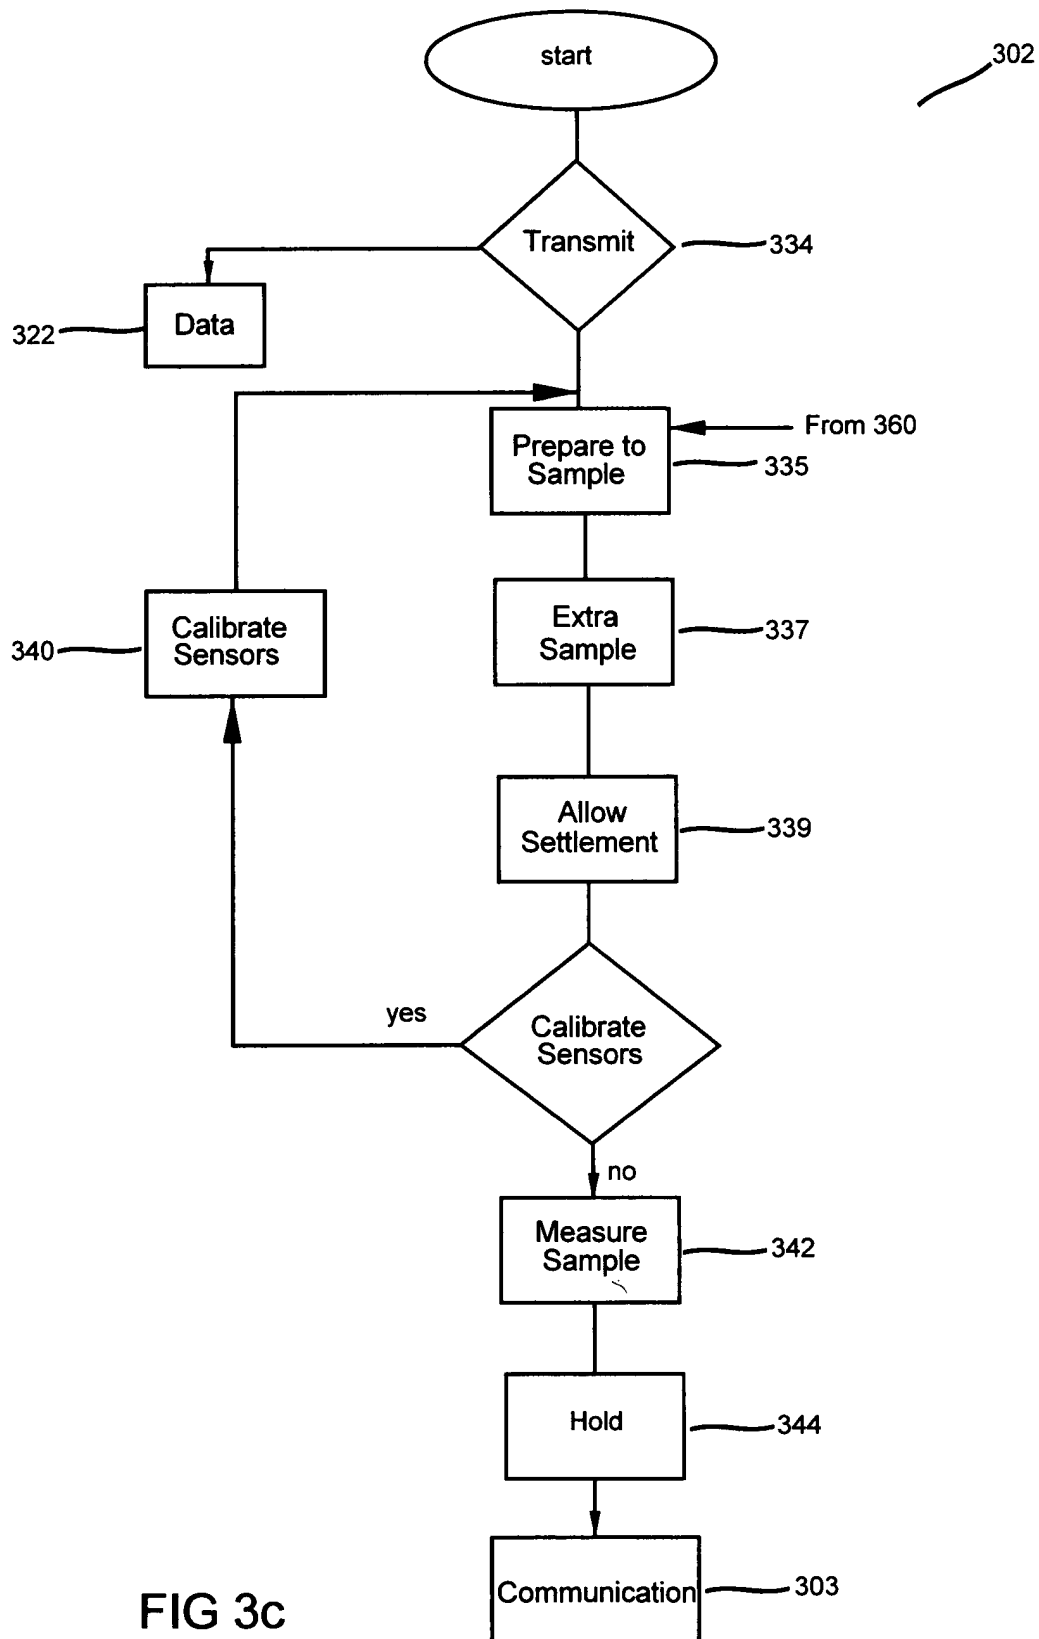 start
302
Transmit
334
322
Data
From 360
Prepare to
Sample
335
Extra
Sample
337
340
Calibrate
Sensors
Allow
Settlement
339
yes
Calibrate
Sensors
no
Measure
Sample
342
Hold
344
Communication
303
FIG 3c